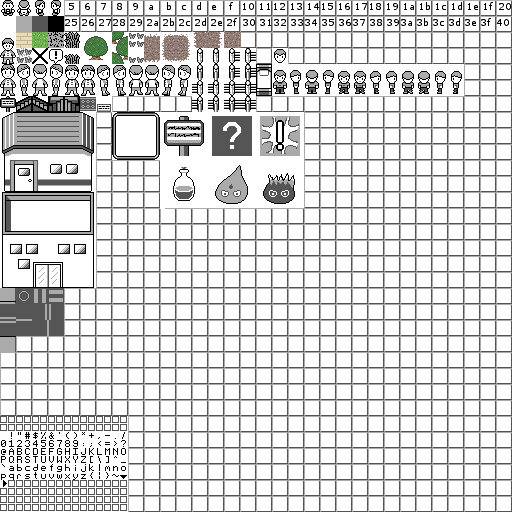 5 6 7 8 9 a b c d e f 10 11 12 13 14 15 16 17 18 19 1a 1b 1c 1d 1e 1f 20
25 26 27 28 29 2a 2b 2c 2d 2e 2f 30 31 32 33 34 35 36 37 38 39 3a 3b 3c 3d 3e 3f 40
!
? !
!"#$%&'()*+,-./
0123456789:;<=>?
@ABCDEFGHIJKLMNO
PQRSTUVWXYZ[\]^_
`abcdefghijklmno
pqrstuvwxyz{|}~